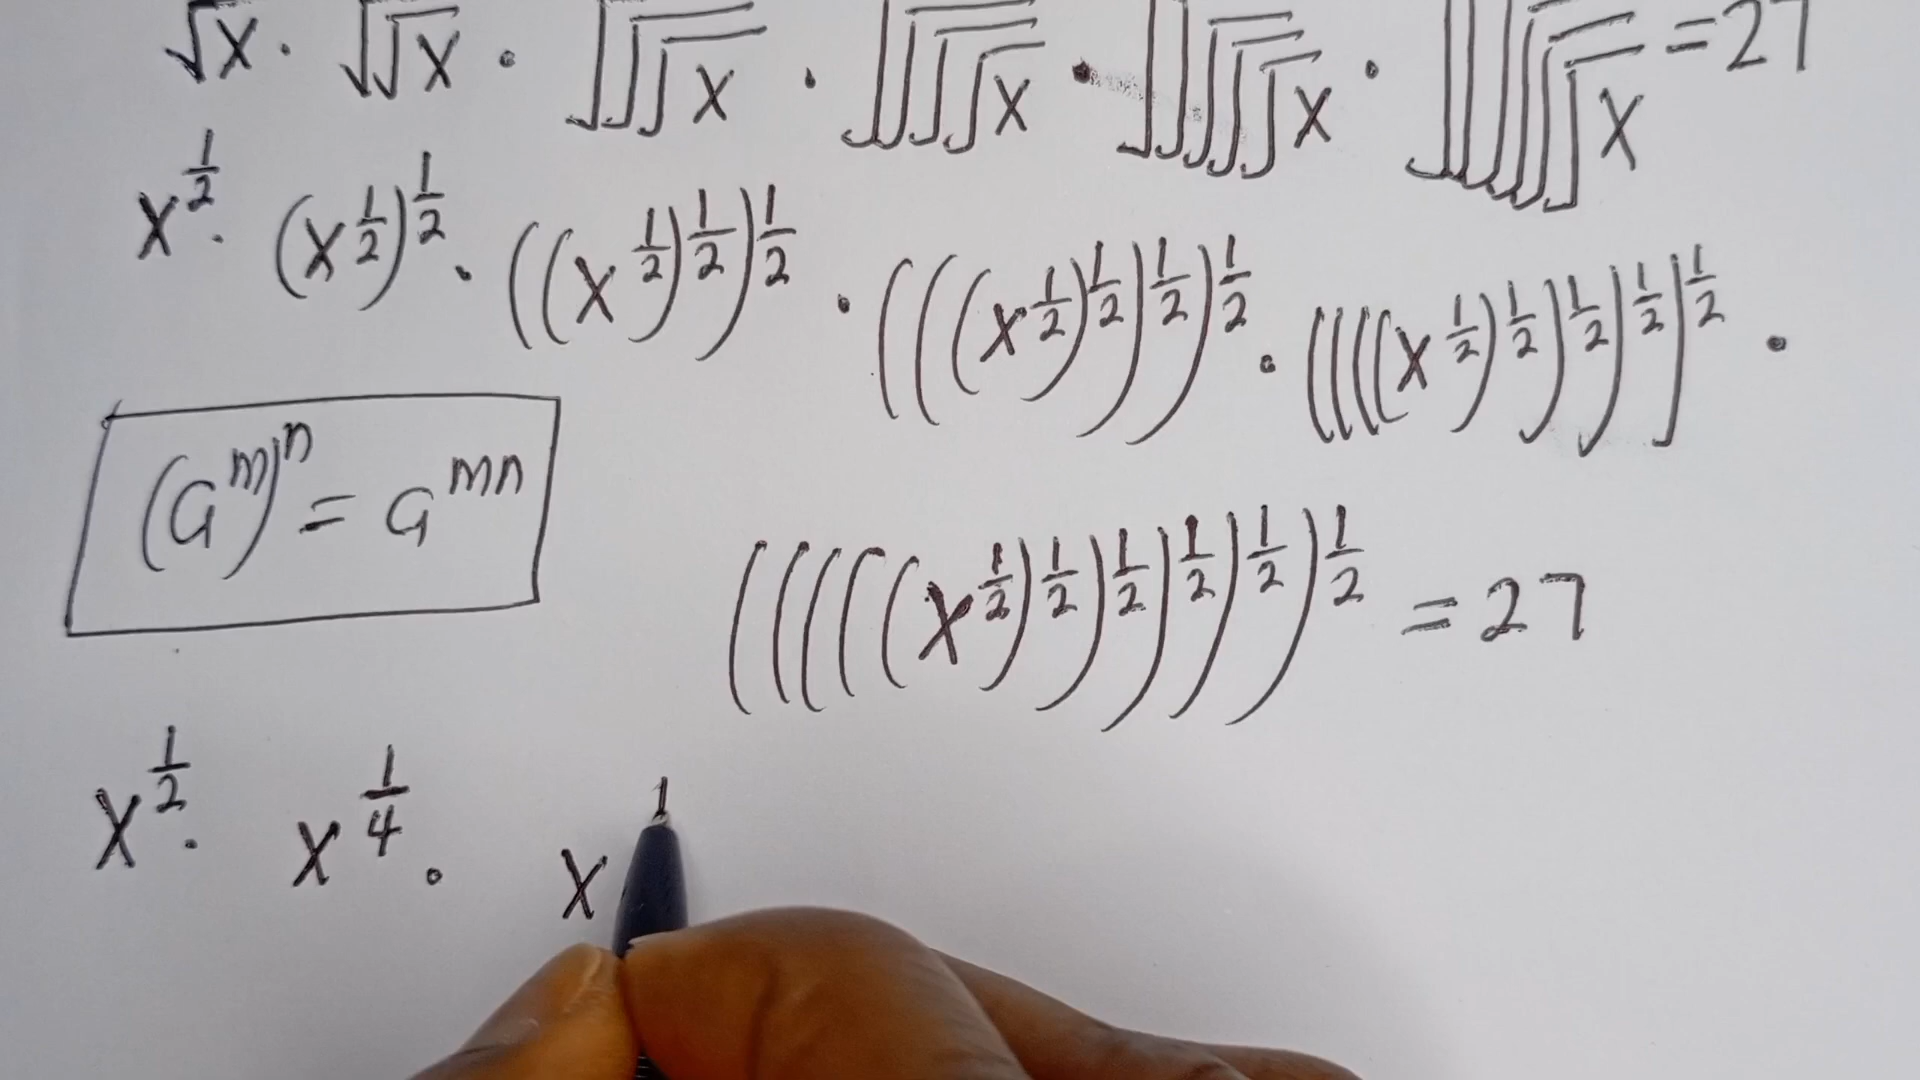 √x · √√x · √√√x · √√√√x · √√√√√x · √√√√√√x = 27
x^(1/2) · (x^(1/2))^(1/2) · ((x^(1/2))^(1/2))^(1/2) · (((x^(1/2))^(1/2))^(1/2))^(1/2) · ((((x^(1/2))^(1/2))^(1/2))^(1/2))^(1/2) ·
(G^m)^n = G^mn
(((((x^(1/2))^(1/2))^(1/2))^(1/2))^(1/2))^(1/2) = 27
x^(1/2) · x^(1/4) · x^1